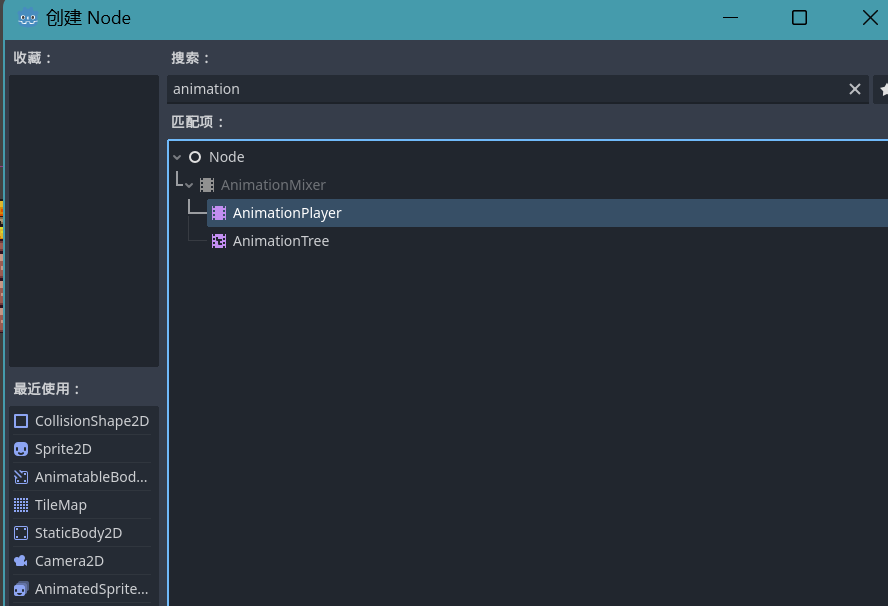 创建 Node
收藏：
搜索：
animation
匹配项：
Node
AnimationMixer
AnimationPlayer
AnimationTree
最近使用：
CollisionShape2D
Sprite2D
AnimatableBod...
TileMap
StaticBody2D
Camera2D
AnimatedSprite...